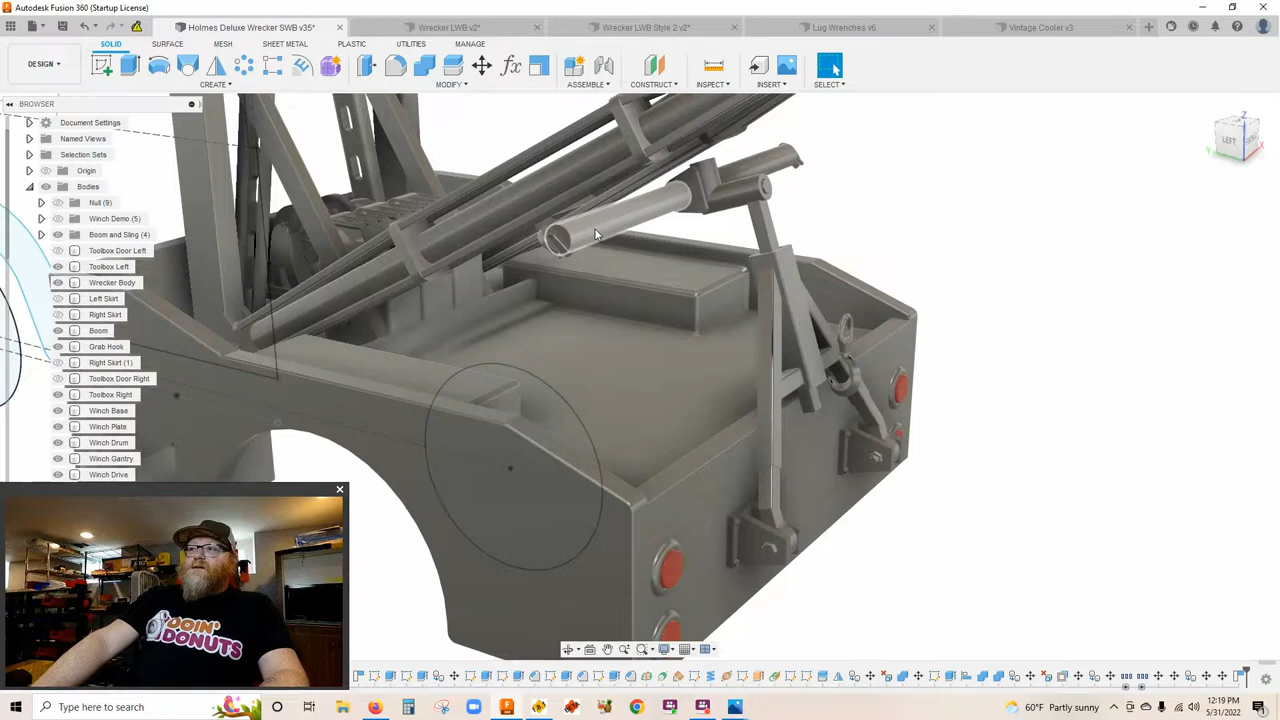 Autodesk Fusion 360 (Startup License)
Holmes Deluxe Wrecker SWB v35*
Wrecker LWB v2*
Wrecker LWB Style 2 v2*
Lug Wrenches v6
Vintage Cooler v3
SOLID
SURFACE
MESH
SHEET METAL
PLASTIC
UTILITIES
MANAGE
DESIGN
CREATE
MODIFY
ASSEMBLE
CONSTRUCT
INSPECT
INSERT
SELECT
BROWSER
Document Settings
Named Views
Selection Sets
Origin
Bodies
Null (9)
Winch Demo (5)
Boom and Sling (4)
Toolbox Door Left
Toolbox Left
Wrecker Body
Left Skirt
Right Skirt
Boom
Grab Hook
Right Skirt (1)
Toolbox Door Right
Toolbox Right
Winch Base
Winch Plate
Winch Drum
Winch Gantry
Winch Drive
LEFT
Z
Y
X
DOIN'
DONUTS
Type here to search
60°F Partly sunny
12:19 PM
5/31/2022